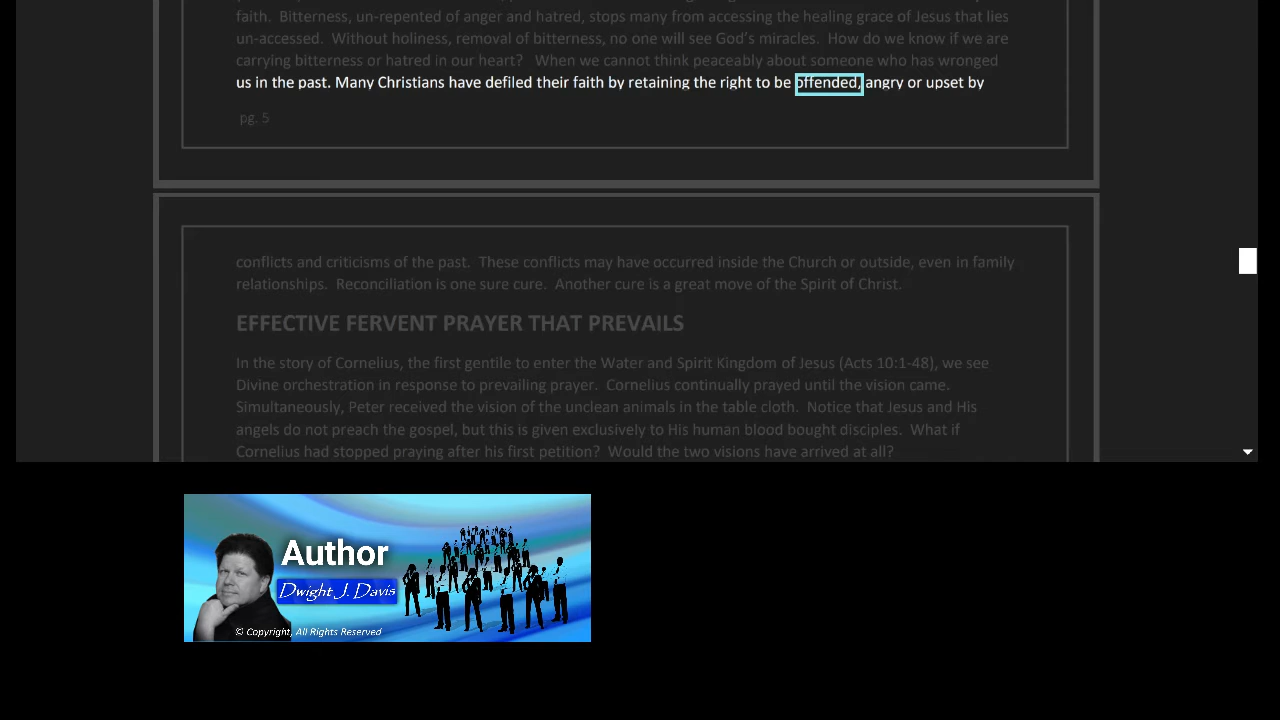 faith. Bitterness, un-repented of anger and hatred, stops many from accessing the healing grace of Jesus that lies
un-accessed. Without holiness, removal of bitterness, no one will see God's miracles. How do we know if we are
carrying bitterness or hatred in our heart? When we cannot think peaceably about someone who has wronged
us in the past. Many Christians have defiled their faith by retaining the right to be offended, angry or upset by
pg. 5
conflicts and criticisms of the past. These conflicts may have occurred inside the Church or outside, even in family
relationships. Reconciliation is one sure cure. Another cure is a great move of the Spirit of Christ.
EFFECTIVE FERVENT PRAYER THAT PREVAILS
In the story of Cornelius, the first gentile to enter the Water and Spirit Kingdom of Jesus (Acts 10:1-48), we see
Divine orchestration in response to prevailing prayer. Cornelius continually prayed until the vision came.
Simultaneously, Peter received the vision of the unclean animals in the table cloth. Notice that Jesus and His
angels do not preach the gospel, but this is given exclusively to His human blood bought disciples. What if
Cornelius had stopped praying after his first petition? Would the two visions have arrived at all?
Author
Dwight J. Davis
© Copyright, All Rights Reserved